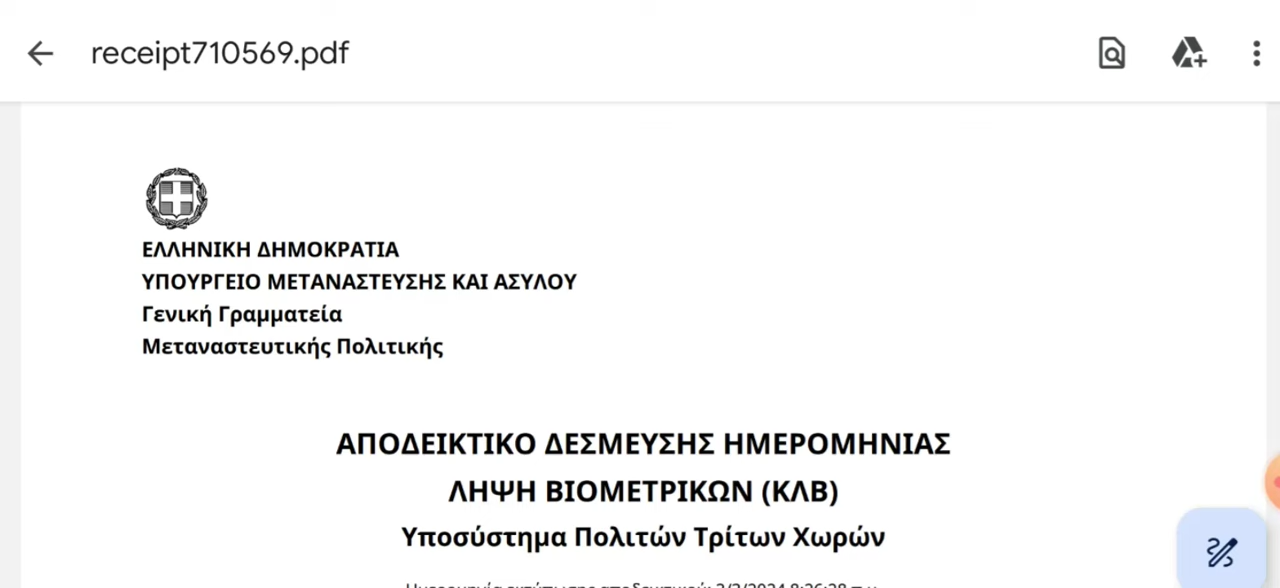 receipt710569.pdf
ΕΛΛΗΝΙΚΗ ΔΗΜΟΚΡΑΤΙΑ
ΥΠΟΥΡΓΕΙΟ ΜΕΤΑΝΑΣΤΕΥΣΗΣ ΚΑΙ ΑΣΥΛΟΥ
Γενική Γραμματεία
Μεταναστευτικής Πολιτικής
ΑΠΟΔΕΙΚΤΙΚΟ ΔΕΣΜΕΥΣΗΣ ΗΜΕΡΟΜΗΝΙΑΣ
ΛΗΨΗ ΒΙΟΜΕΤΡΙΚΩΝ (ΚΛΒ)
Υποσύστημα Πολιτών Τρίτων Χωρών